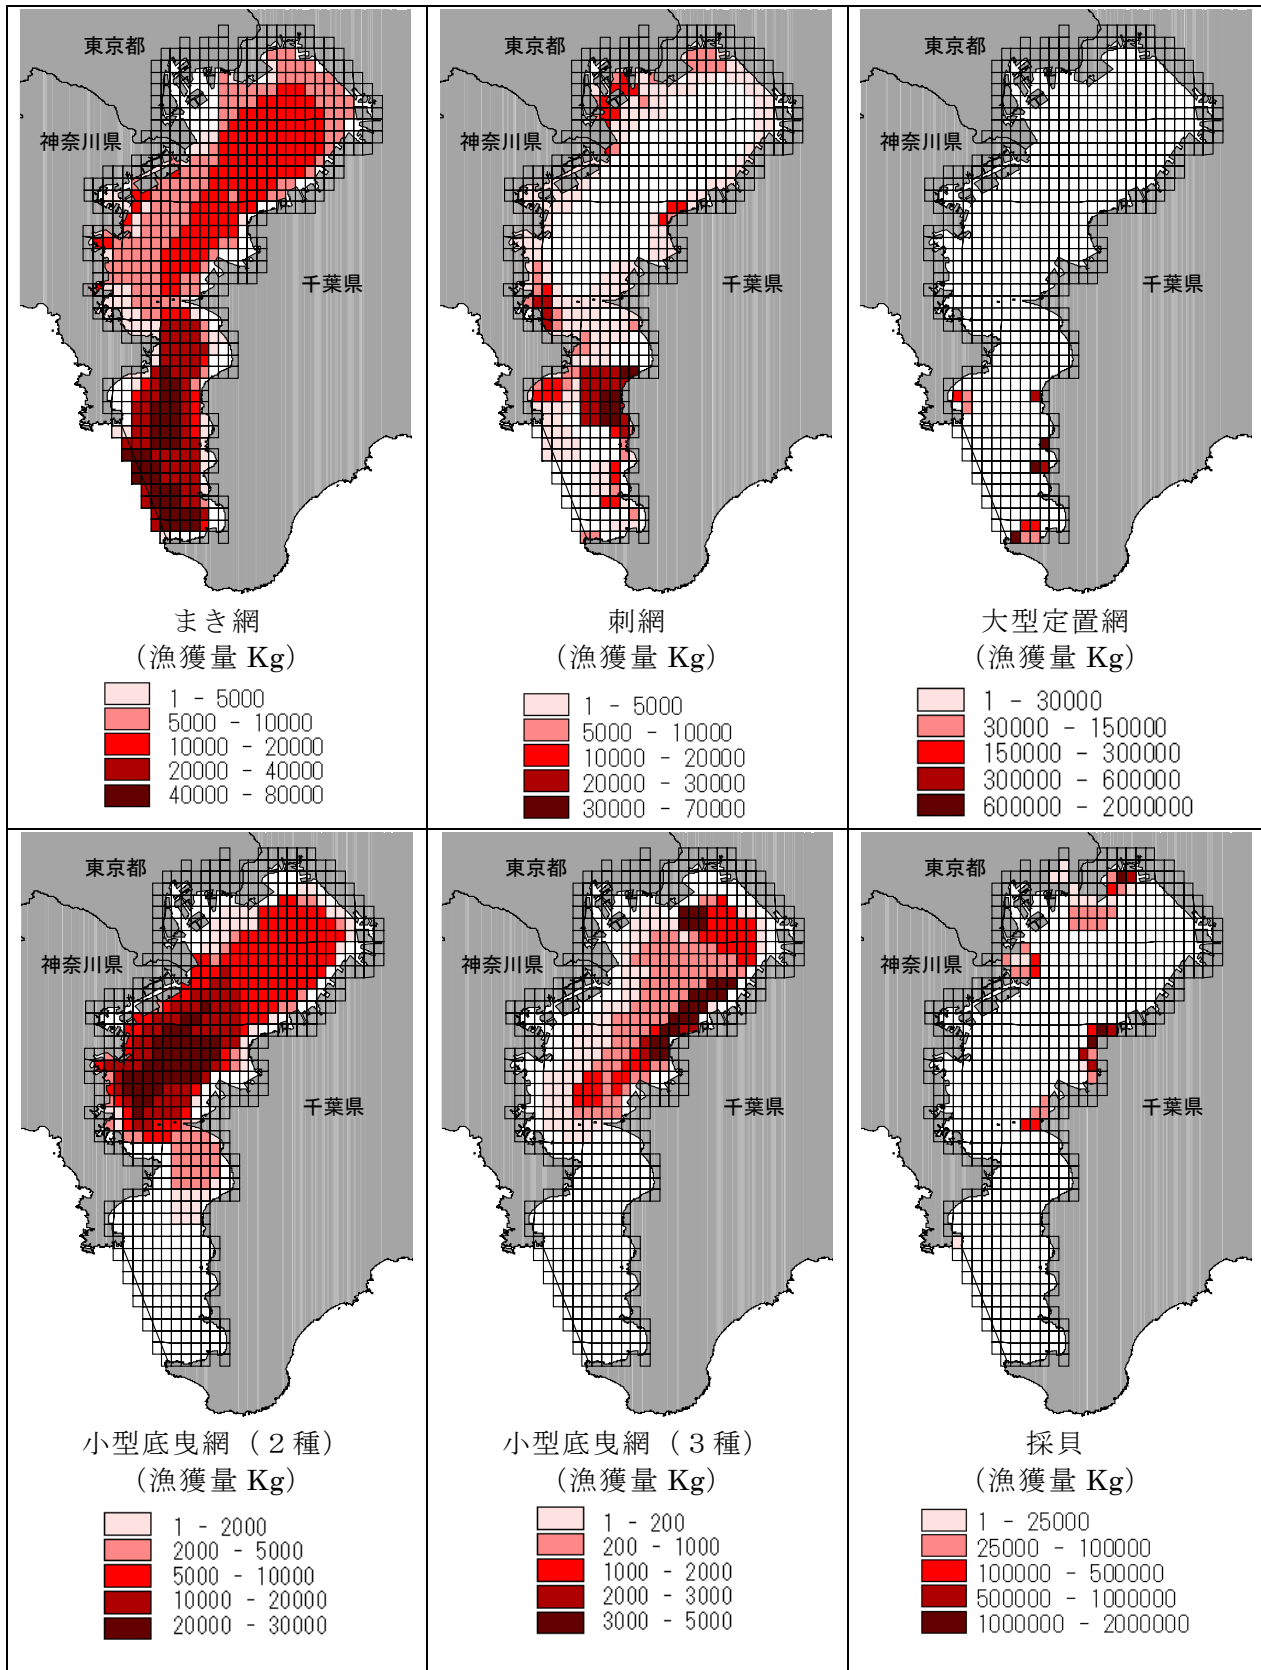 東京都
神奈川県
千葉県
まき網
（漁獲量 Kg）
1 - 5000
5000 - 10000
10000 - 20000
20000 - 40000
40000 - 80000
東京都
神奈川県
千葉県
刺網
（漁獲量 Kg）
1 - 5000
5000 - 10000
10000 - 20000
20000 - 30000
30000 - 70000
東京都
神奈川県
千葉県
大型定置網
（漁獲量 Kg）
1 - 30000
30000 - 150000
150000 - 300000
300000 - 600000
600000 - 2000000
東京都
神奈川県
千葉県
小型底曳網（２種）
（漁獲量 Kg）
1 - 2000
2000 - 5000
5000 - 10000
10000 - 20000
20000 - 30000
東京都
神奈川県
千葉県
小型底曳網（３種）
（漁獲量 Kg）
1 - 200
200 - 1000
1000 - 2000
2000 - 3000
3000 - 5000
東京都
神奈川県
千葉県
採貝
（漁獲量 Kg）
1 - 25000
25000 - 100000
100000 - 500000
500000 - 1000000
1000000 - 2000000